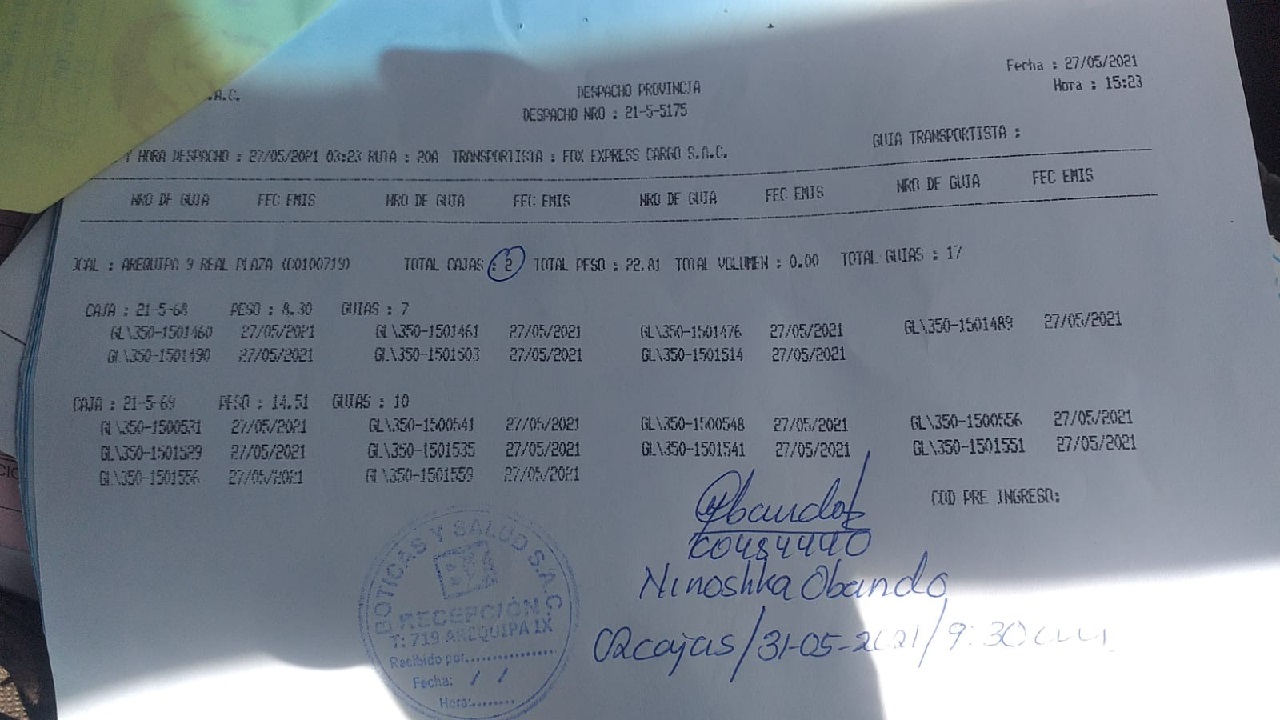 .A.C.
DESPACHO PROVINCIA
Fecha : 27/05/2021
DESPACHO NRO : 21-5-5175
Hora : 15:23
GUIA TRANSPORTISTA :
Y HORA DESPACHO : 27/05/2021 03:23 RUTA : 20A TRANSPORTISTA : FOX EXPRESS CARGO S.A.C.
NRO DE GUIA FEC EMIS NRO DE GUIA FEC EMIS NRO DE GUIA FEC EMIS NRO DE GUIA FEC EMIS
OCAL : AREQUIPA 9 REAL PLAZA (C0100719) TOTAL CAJAS : 2 TOTAL PESO : 22.81 TOTAL VOLUMEN : 0.00 TOTAL GUIAS : 17
CAJA : 21-5-68 PESO : 8.30 GUIAS : 7
GL\350-1501460 27/05/2021 GL\350-1501461 27/05/2021 GL\350-1501476 27/05/2021 GL\350-1501489 27/05/2021
GL\350-1501490 27/05/2021 GL\350-1501503 27/05/2021 GL\350-1501514 27/05/2021
CAJA : 21-5-69 PESO : 14.51 GUIAS : 10
GL\350-1500531 27/05/2021 GL\350-1500541 27/05/2021 GL\350-1500548 27/05/2021 GL\350-1500556 27/05/2021
GL\350-1501529 27/05/2021 GL\350-1501535 27/05/2021 GL\350-1501541 27/05/2021 GL\350-1501551 27/05/2021
GL\350-1501556 27/05/2021 GL\350-1501559 27/05/2021
COD PRE INGRESO:
Ninoshka Obando
02cajas/31-05-2021/9:30am
BOTICAS Y SALUD S.A.C.
RECEPCIÓN
T: 719 AREQUIPA IX
Recibido por:
Fecha: / /
Hora: